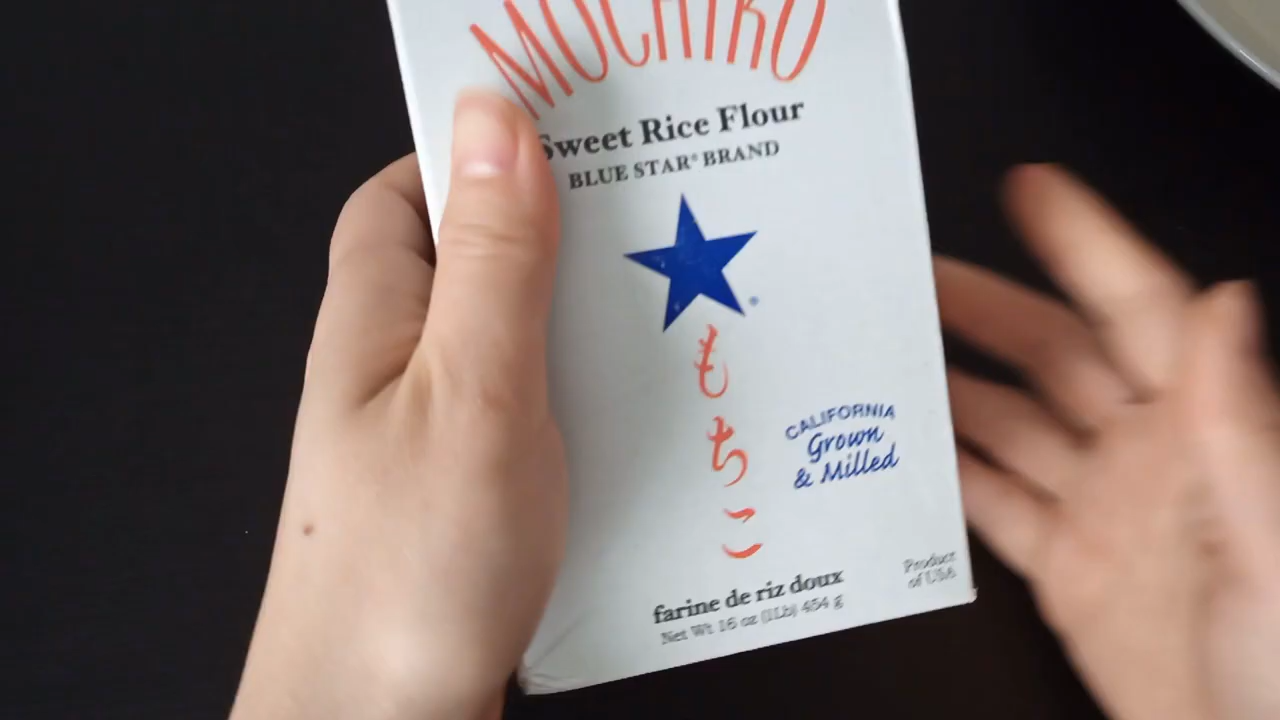 MOCHIKO
Sweet Rice Flour
BLUE STAR® BRAND
®
もちこ
CALIFORNIA
Grown
& Milled
Product
of USA
farine de riz doux
Net Wt 16 oz (1Lb) 454 g